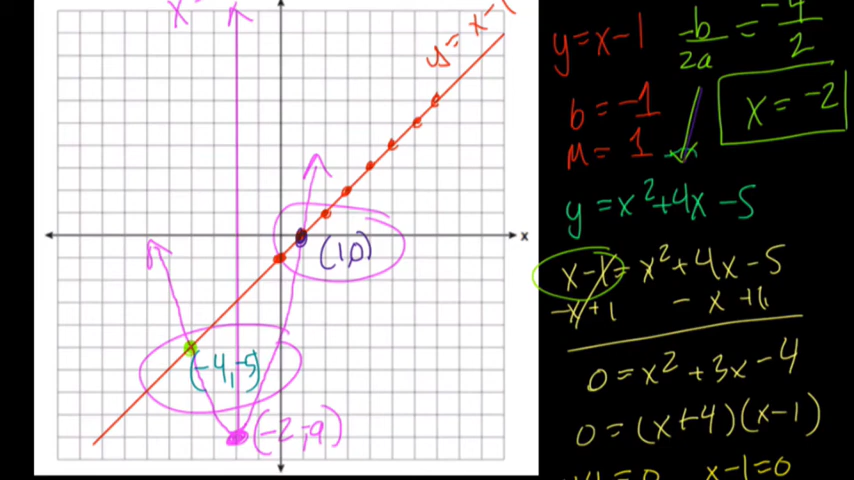 x
y = x - 1
x
(1,0)
(-4,-5)
(-2,-9)
y = x - 1
-b/2a = -4/2
b = -1
x = -2
m = 1
y = x² + 4x - 5
x - 1 = x² + 4x - 5
-x + 1 - x + 1
0 = x² + 3x - 4
0 = (x + 4)(x - 1)
x - 1 = 0